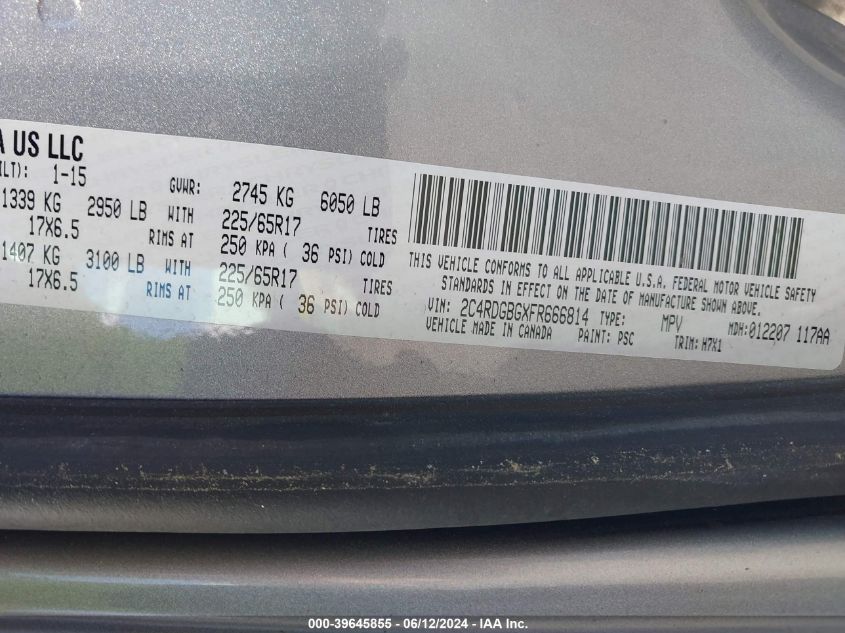 A US LLC
ILT): 1-15 GVWR: 2745 KG 6050 LB
1339 KG 2950 LB WITH 225/65R17 TIRES
17X6.5 RIMS AT 250 KPA ( 36 PSI) COLD
1407 KG 3100 LB WITH 225/65R17 TIRES
17X6.5 RIMS AT 250 KPA ( 36 PSI) COLD
THIS VEHICLE CONFORMS TO ALL APPLICABLE U.S.A. FEDERAL MOTOR VEHICLE SAFETY
STANDARDS IN EFFECT ON THE DATE OF MANUFACTURE SHOWN ABOVE.
VIN: 2C4RDGBGXFR666814 TYPE: MPV MDH:012207 117AA
VEHICLE MADE IN CANADA PAINT: PSC TRIM: H7X1
000-39645855 - 06/12/2024 - IAA Inc.